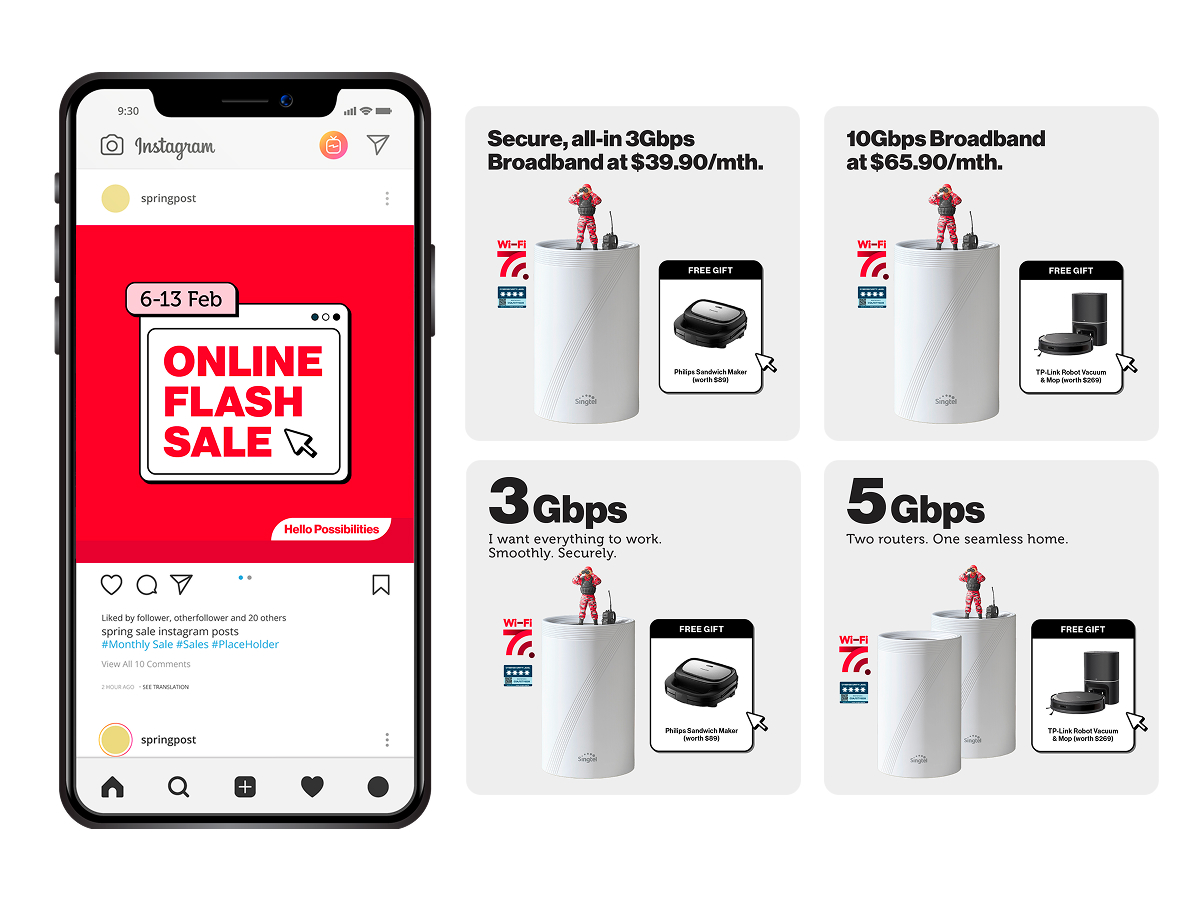 9:30
Instagram
springpost
6-13 Feb
ONLINE
FLASH
SALE
Hello Possibilities
Liked by follower, otherfollower and 20 others
spring sale instagram posts
#Monthly Sale #Sales #PlaceHolder
View All 10 Comments
2 HOUR AGO • SEE TRANSLATION
springpost
Secure, all-in 3Gbps
Broadband at $39.90/mth.
Wi-Fi
7
FREE GIFT
Philips Sandwich Maker
(worth $89)
Singtel
10Gbps Broadband
at $65.90/mth.
Wi-Fi
7
FREE GIFT
TP-Link Robot Vacuum
& Mop (worth $269)
Singtel
3Gbps
I want everything to work.
Smoothly. Securely.
Wi-Fi
7
FREE GIFT
Philips Sandwich Maker
(worth $89)
Singtel
5Gbps
Two routers. One seamless home.
Wi-Fi
7
FREE GIFT
TP-Link Robot Vacuum
& Mop (worth $269)
Singtel
Singtel